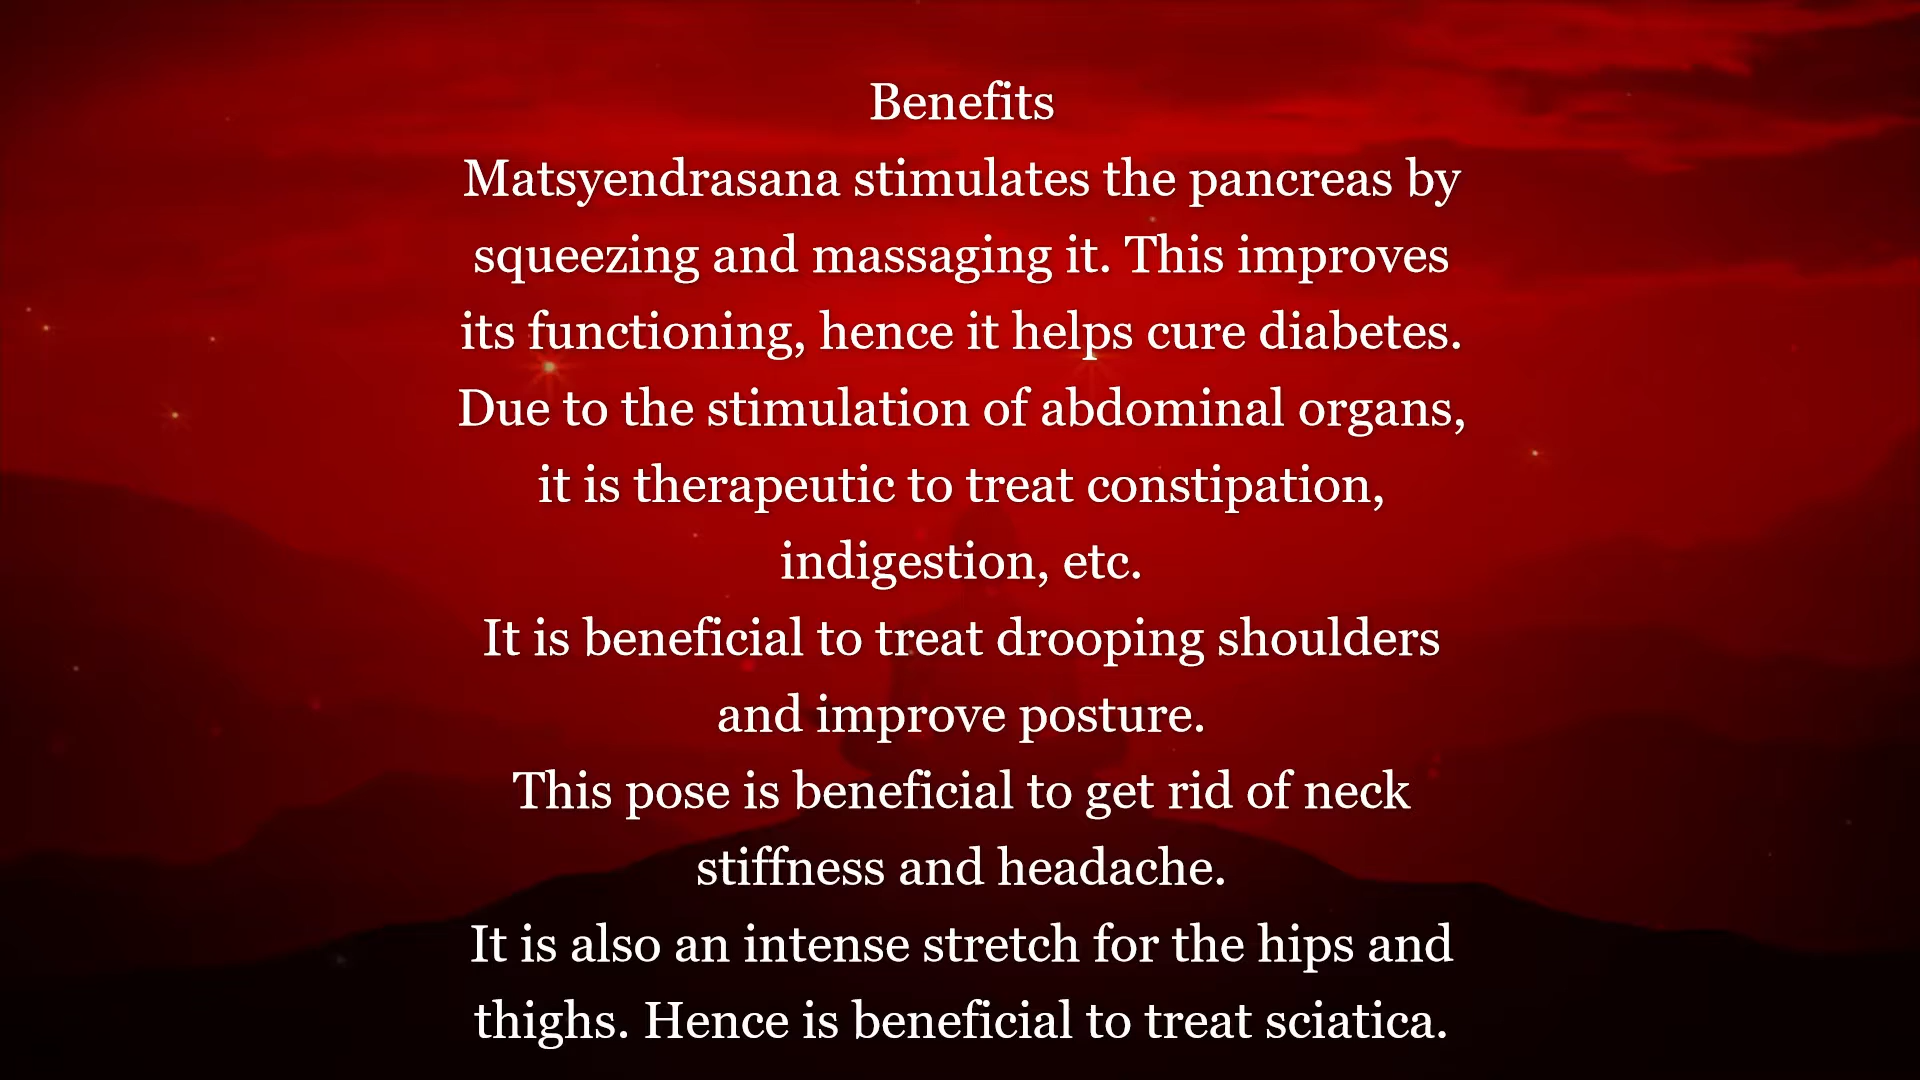 Benefits
Matsyendrasana stimulates the pancreas by
squeezing and massaging it. This improves
its functioning, hence it helps cure diabetes.
Due to the stimulation of abdominal organs,
it is therapeutic to treat constipation,
indigestion, etc.
It is beneficial to treat drooping shoulders
and improve posture.
This pose is beneficial to get rid of neck
stiffness and headache.
It is also an intense stretch for the hips and
thighs. Hence is beneficial to treat sciatica.